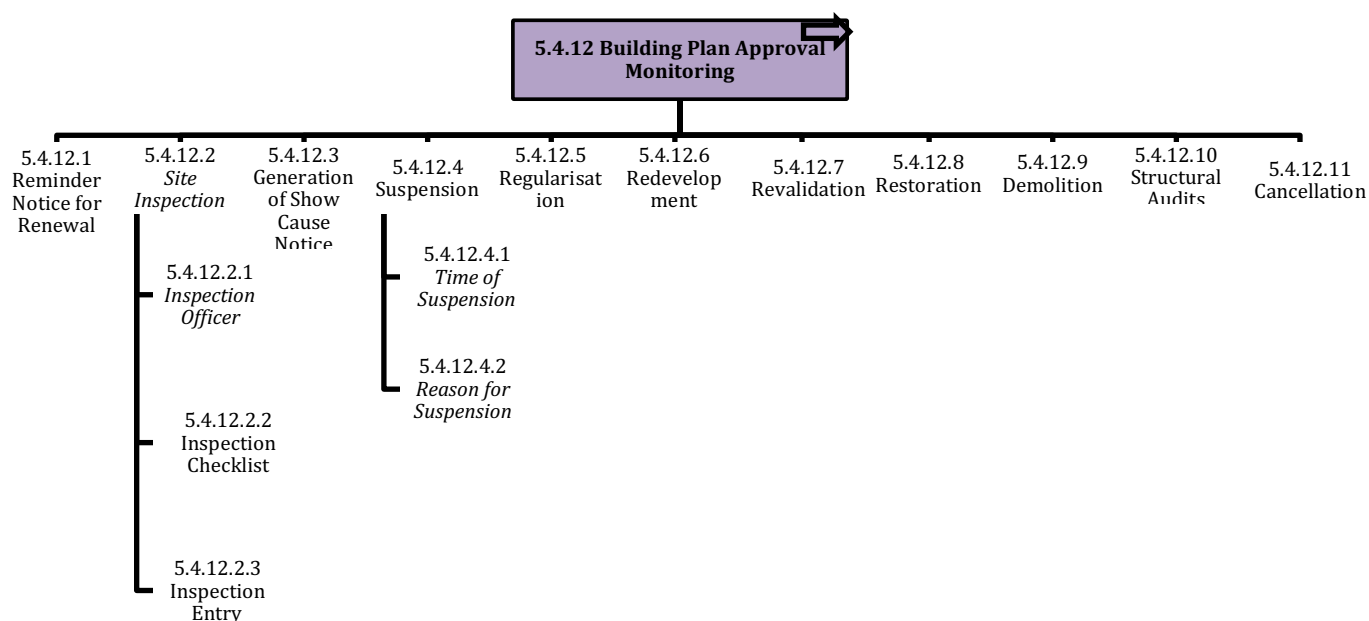 5.4.12 Building Plan Approval
Monitoring
5.4.12.1
Reminder
Notice for
Renewal
5.4.12.2
Site
Inspection
5.4.12.3
Generation
of Show
Cause
Notice
5.4.12.4
Suspension
5.4.12.5
Regularisat
ion
5.4.12.6
Redevelop
ment
5.4.12.7
Revalidation
5.4.12.8
Restoration
5.4.12.9
Demolition
5.4.12.10
Structural
Audits
5.4.12.11
Cancellation
5.4.12.2.1
Inspection
Officer
5.4.12.2.2
Inspection
Checklist
5.4.12.2.3
Inspection
Entry
5.4.12.4.1
Time of
Suspension
5.4.12.4.2
Reason for
Suspension